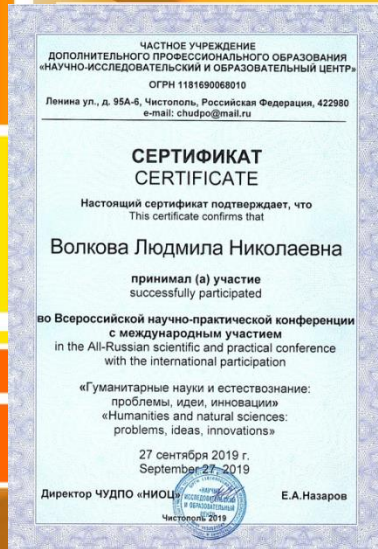 ЧАСТНОЕ УЧРЕЖДЕНИЕ
ДОПОЛНИТЕЛЬНОГО ПРОФЕССИОНАЛЬНОГО ОБРАЗОВАНИЯ
«НАУЧНО-ИССЛЕДОВАТЕЛЬСКИЙ И ОБРАЗОВАТЕЛЬНЫЙ ЦЕНТР»
ОГРН 1181690068010
Ленина ул., д. 95А-6, Чистополь, Российская Федерация, 422980
e-mail: chudpo@mail.ru
СЕРТИФИКАТ
CERTIFICATE
Настоящий сертификат подтверждает, что
This certificate confirms that
Волкова Людмила Николаевна
принимал (а) участие
successfully participated
во Всероссийской научно-практической конференции
с международным участием
in the All-Russian scientific and practical conference
with the international participation
«Гуманитарные науки и естествознание:
проблемы, идеи, инновации»
«Humanities and natural sciences:
problems, ideas, innovations»
27 сентября 2019 г.
September 27, 2019
Директор ЧУДПО «НИОЦ»
Е.А.Назаров
«НАУЧНО-
ИССЛЕДОВАТЕЛЬСКИЙ
И ОБРАЗОВАТЕЛЬНЫЙ
ЦЕНТР»
Чистополь 2019